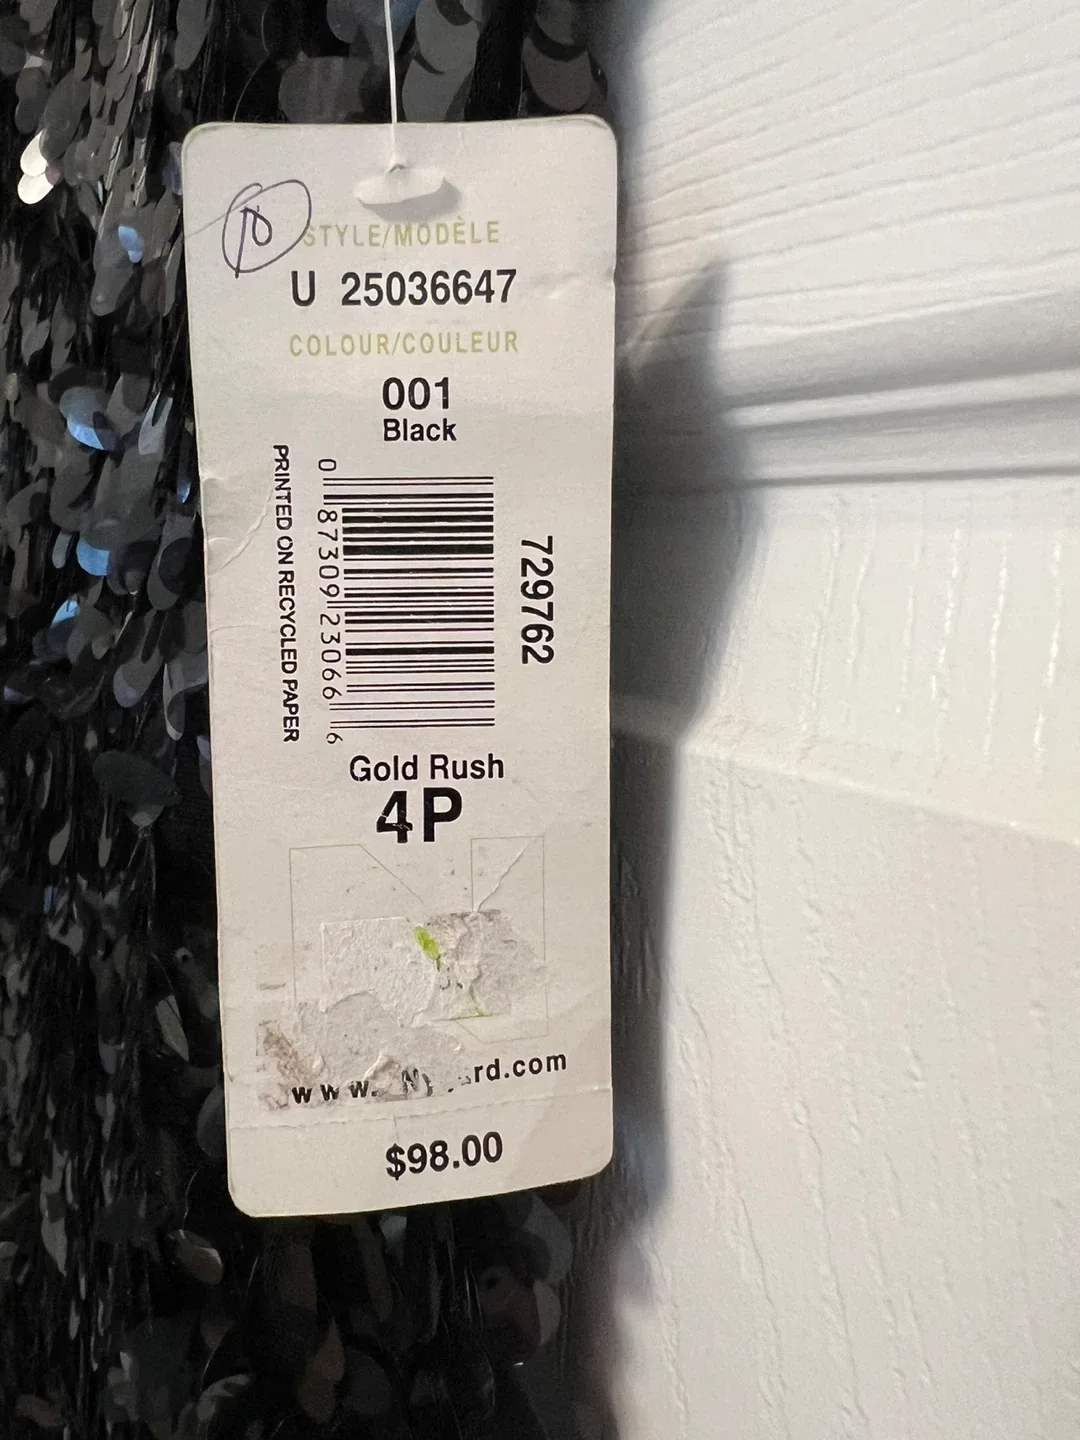 STYLE/MODÈLE
U 25036647
COLOUR/COULEUR
001
Black
PRINTED ON RECYCLED PAPER
0 87309 23066 6
729762
Gold Rush
4P
$98.00